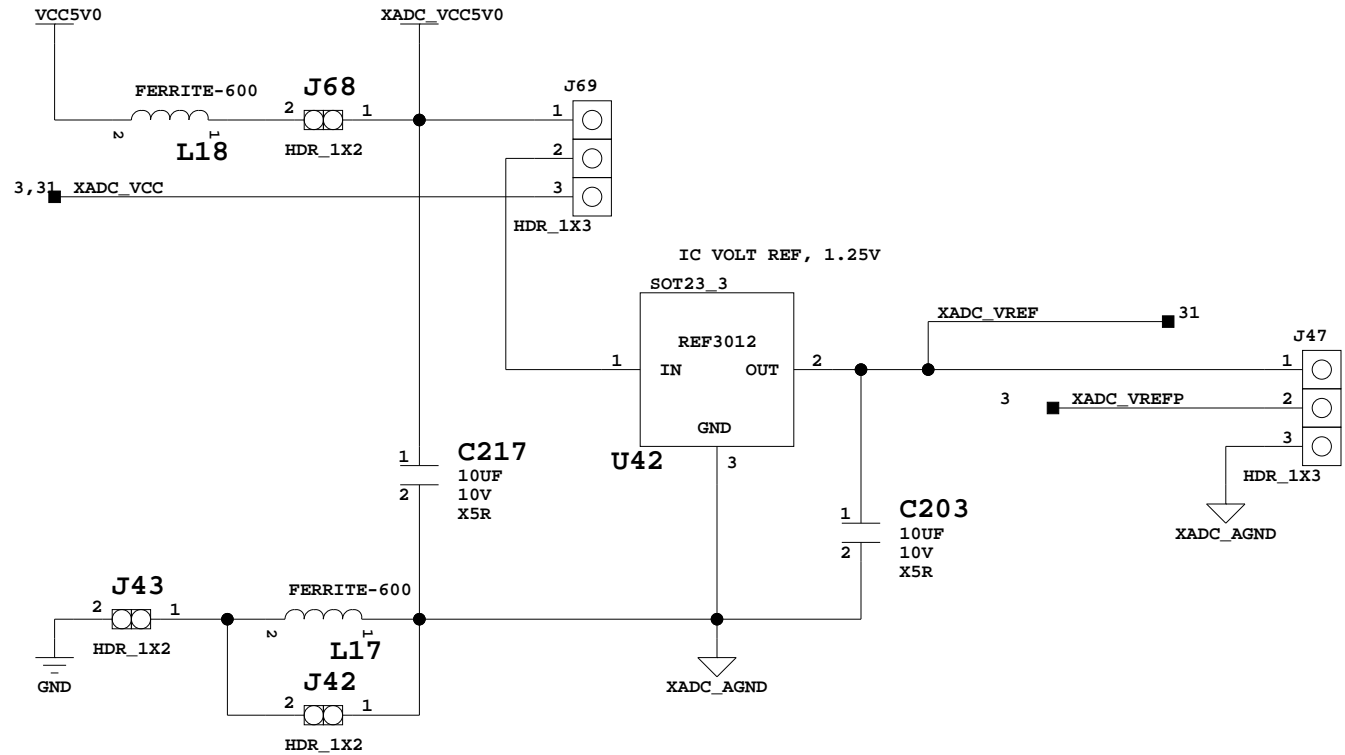 VCC5V0
XADC_VCC5V0
FERRITE-600
J68
J69
2
1
1
2
1
L18
HDR_1X2
2
3,31
XADC_VCC
3
HDR_1X3
IC VOLT REF, 1.25V
SOT23_3
XADC_VREF
31
REF3012
J47
1
IN
OUT
2
1
3
XADC_VREFP
2
GND
3
U42
3
HDR_1X3
1
C217
10UF
2
10V
X5R
1
C203
10UF
2
10V
X5R
XADC_AGND
J43
FERRITE-600
2
1
HDR_1X2
2
1
L17
GND
J42
XADC_AGND
2
1
HDR_1X2